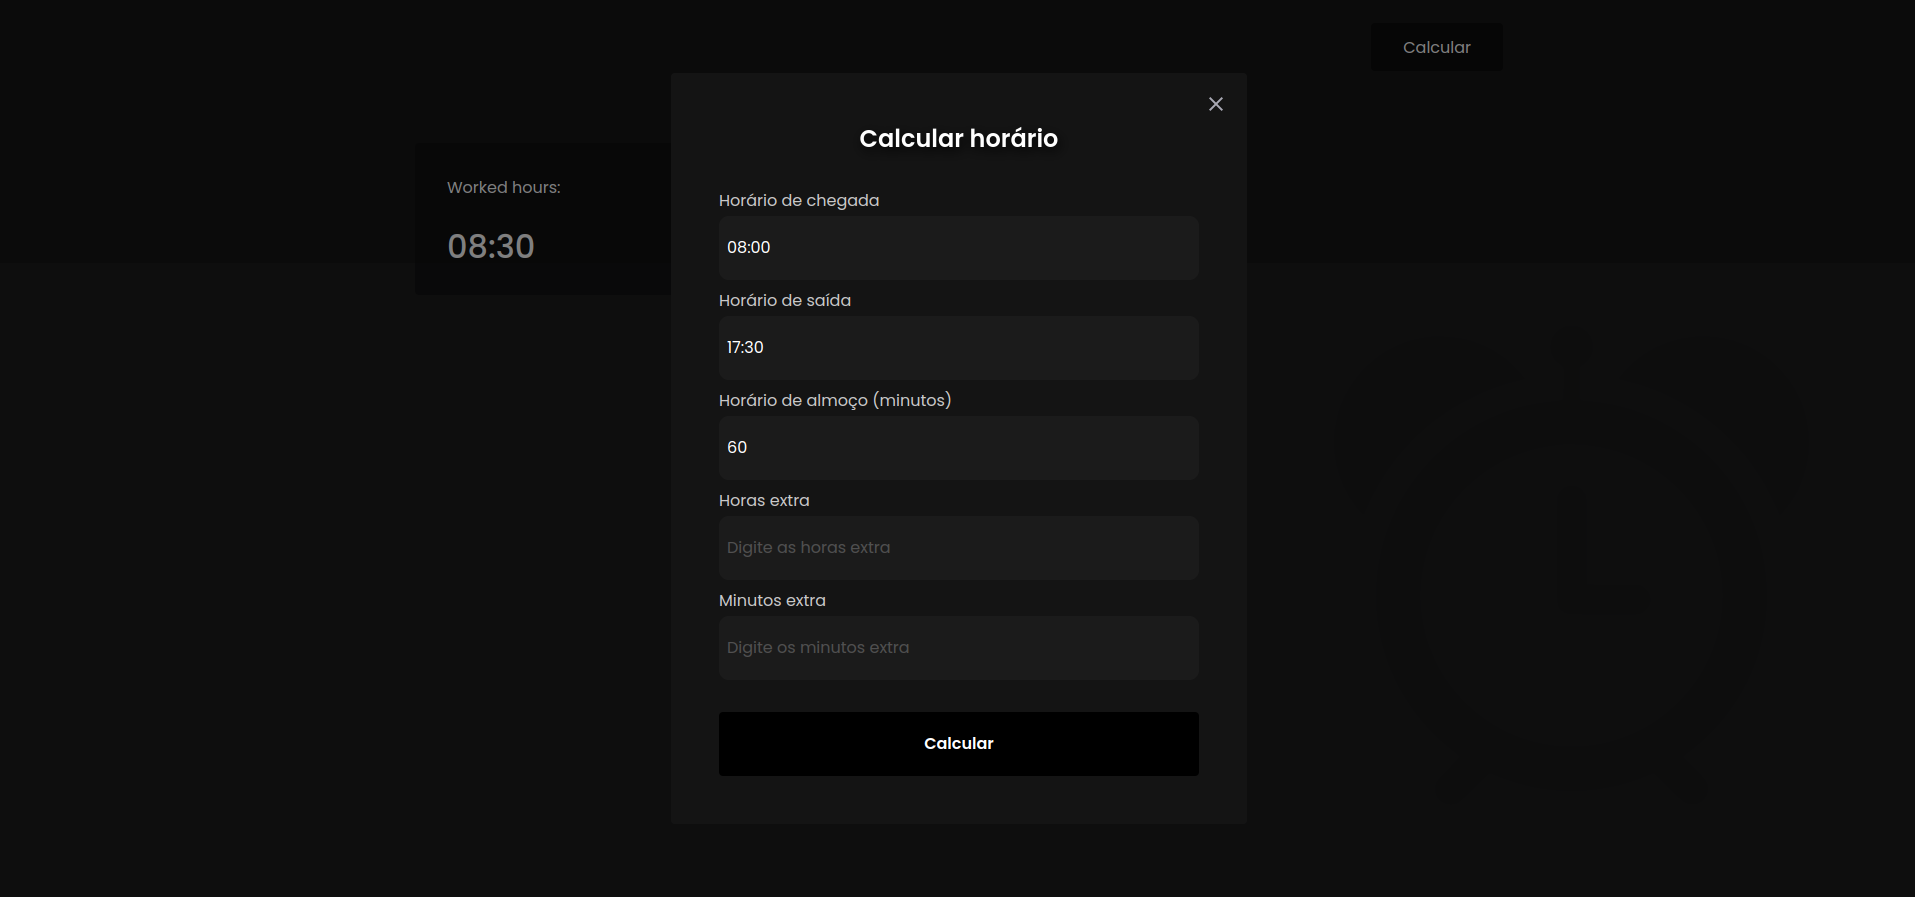 Calcular
Worked hours:
08:30
Calcular horário
Horário de chegada
08:00
Horário de saída
17:30
Horário de almoço (minutos)
60
Horas extra
Digite as horas extra
Minutos extra
Digite os minutos extra
Calcular